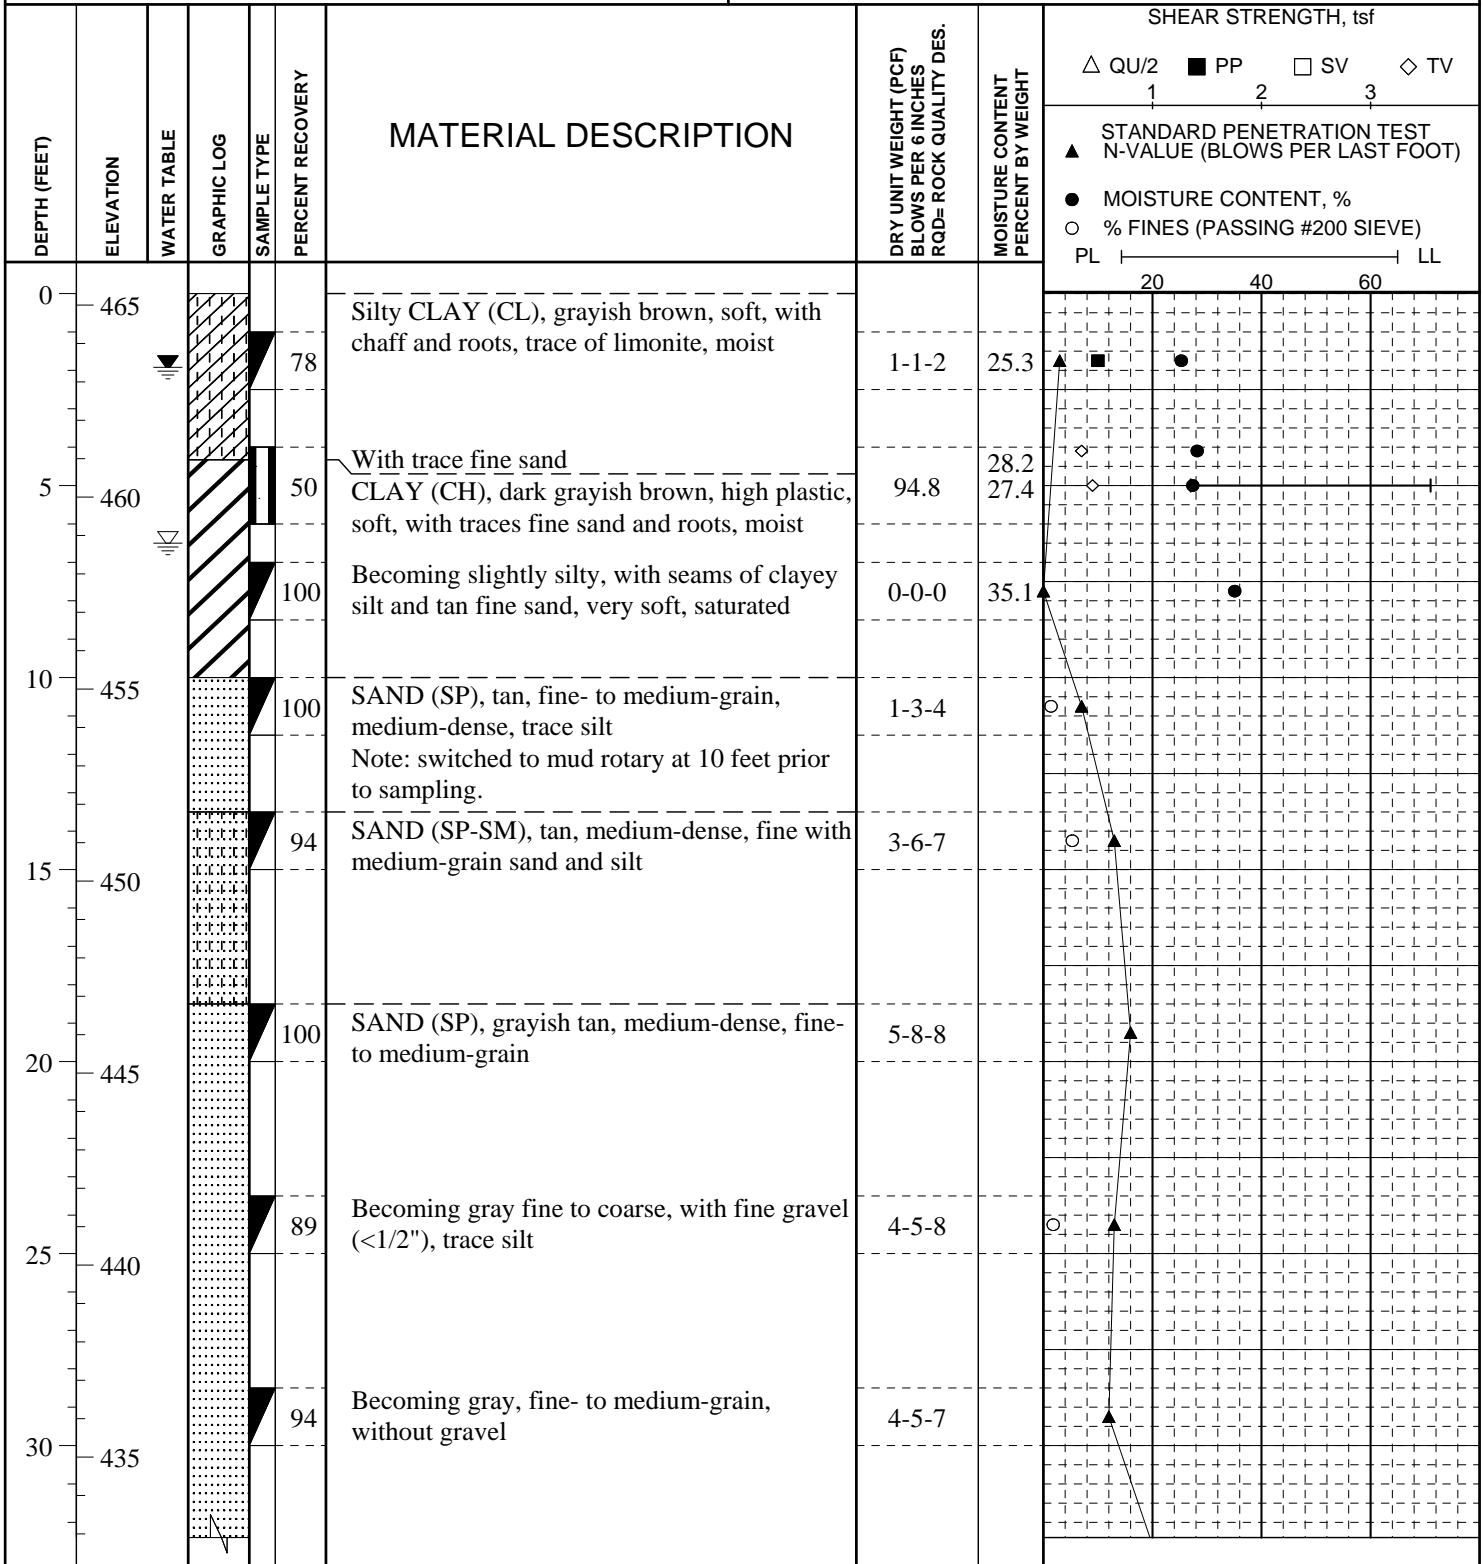 SHEAR STRENGTH, tsf
QU/2 PP SV TV
1 2 3
STANDARD PENETRATION TEST
N-VALUE (BLOWS PER LAST FOOT)
MOISTURE CONTENT, %
% FINES (PASSING #200 SIEVE)
PL LL
20 40 60
DEPTH (FEET)
ELEVATION
WATER TABLE
GRAPHIC LOG
SAMPLE TYPE
PERCENT RECOVERY
MATERIAL DESCRIPTION
DRY UNIT WEIGHT (PCF)
BLOWS PER 6 INCHES
RQD= ROCK QUALITY DES.
MOISTURE CONTENT
PERCENT BY WEIGHT
0
465
Silty CLAY (CL), grayish brown, soft, with
chaff and roots, trace of limonite, moist
78 1-1-2 25.3
With trace fine sand
28.2
5
460
50
CLAY (CH), dark grayish brown, high plastic,
soft, with traces fine sand and roots, moist
94.8 27.4
Becoming slightly silty, with seams of clayey
silt and tan fine sand, very soft, saturated
100 0-0-0 35.1
10
455
SAND (SP), tan, fine- to medium-grain,
medium-dense, trace silt
100 1-3-4
Note: switched to mud rotary at 10 feet prior
to sampling.
SAND (SP-SM), tan, medium-dense, fine with
medium-grain sand and silt
94 3-6-7
15
450
SAND (SP), grayish tan, medium-dense, fine-
to medium-grain
100 5-8-8
20
445
Becoming gray fine to coarse, with fine gravel
(<1/2"), trace silt
89 4-5-8
25
440
Becoming gray, fine- to medium-grain,
without gravel
94 4-5-7
30
435